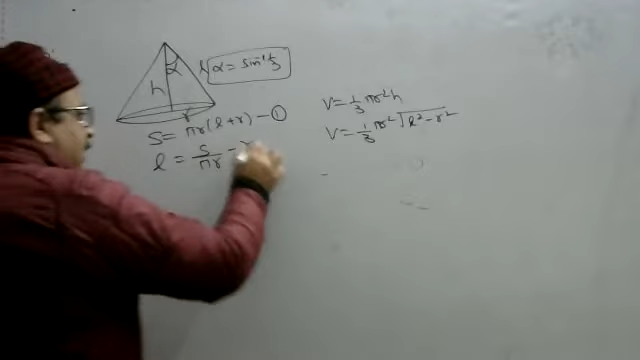 α = sin⁻¹ 1/3
l
α
h
r
S = πr(l+r) – ①
l = S/πr – r
V = 1/3 πr²h
V = 1/3 πr² √(l² – r²)